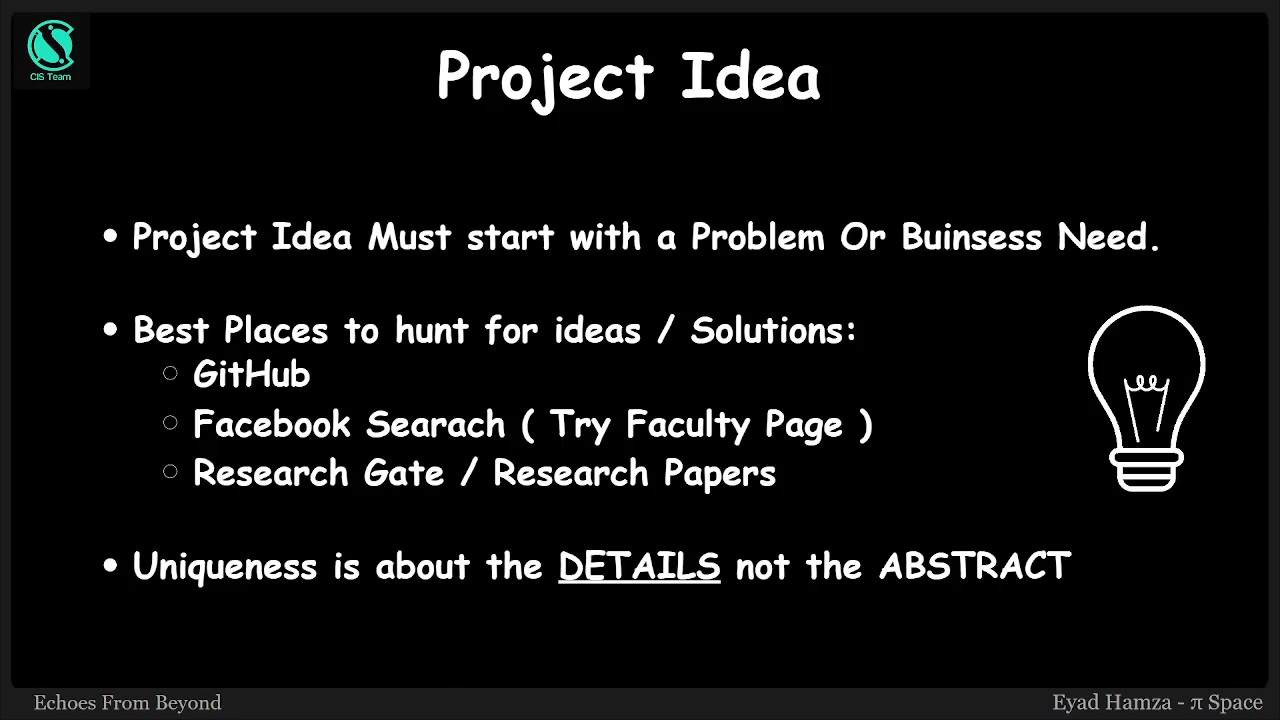 CIS Team
Project Idea
• Project Idea Must start with a Problem Or Buinsess Need.
• Best Places to hunt for ideas / Solutions:
○ GitHub
○ Facebook Searach ( Try Faculty Page )
○ Research Gate / Research Papers
• Uniqueness is about the DETAILS not the ABSTRACT
Echoes From Beyond
Eyad Hamza - π Space